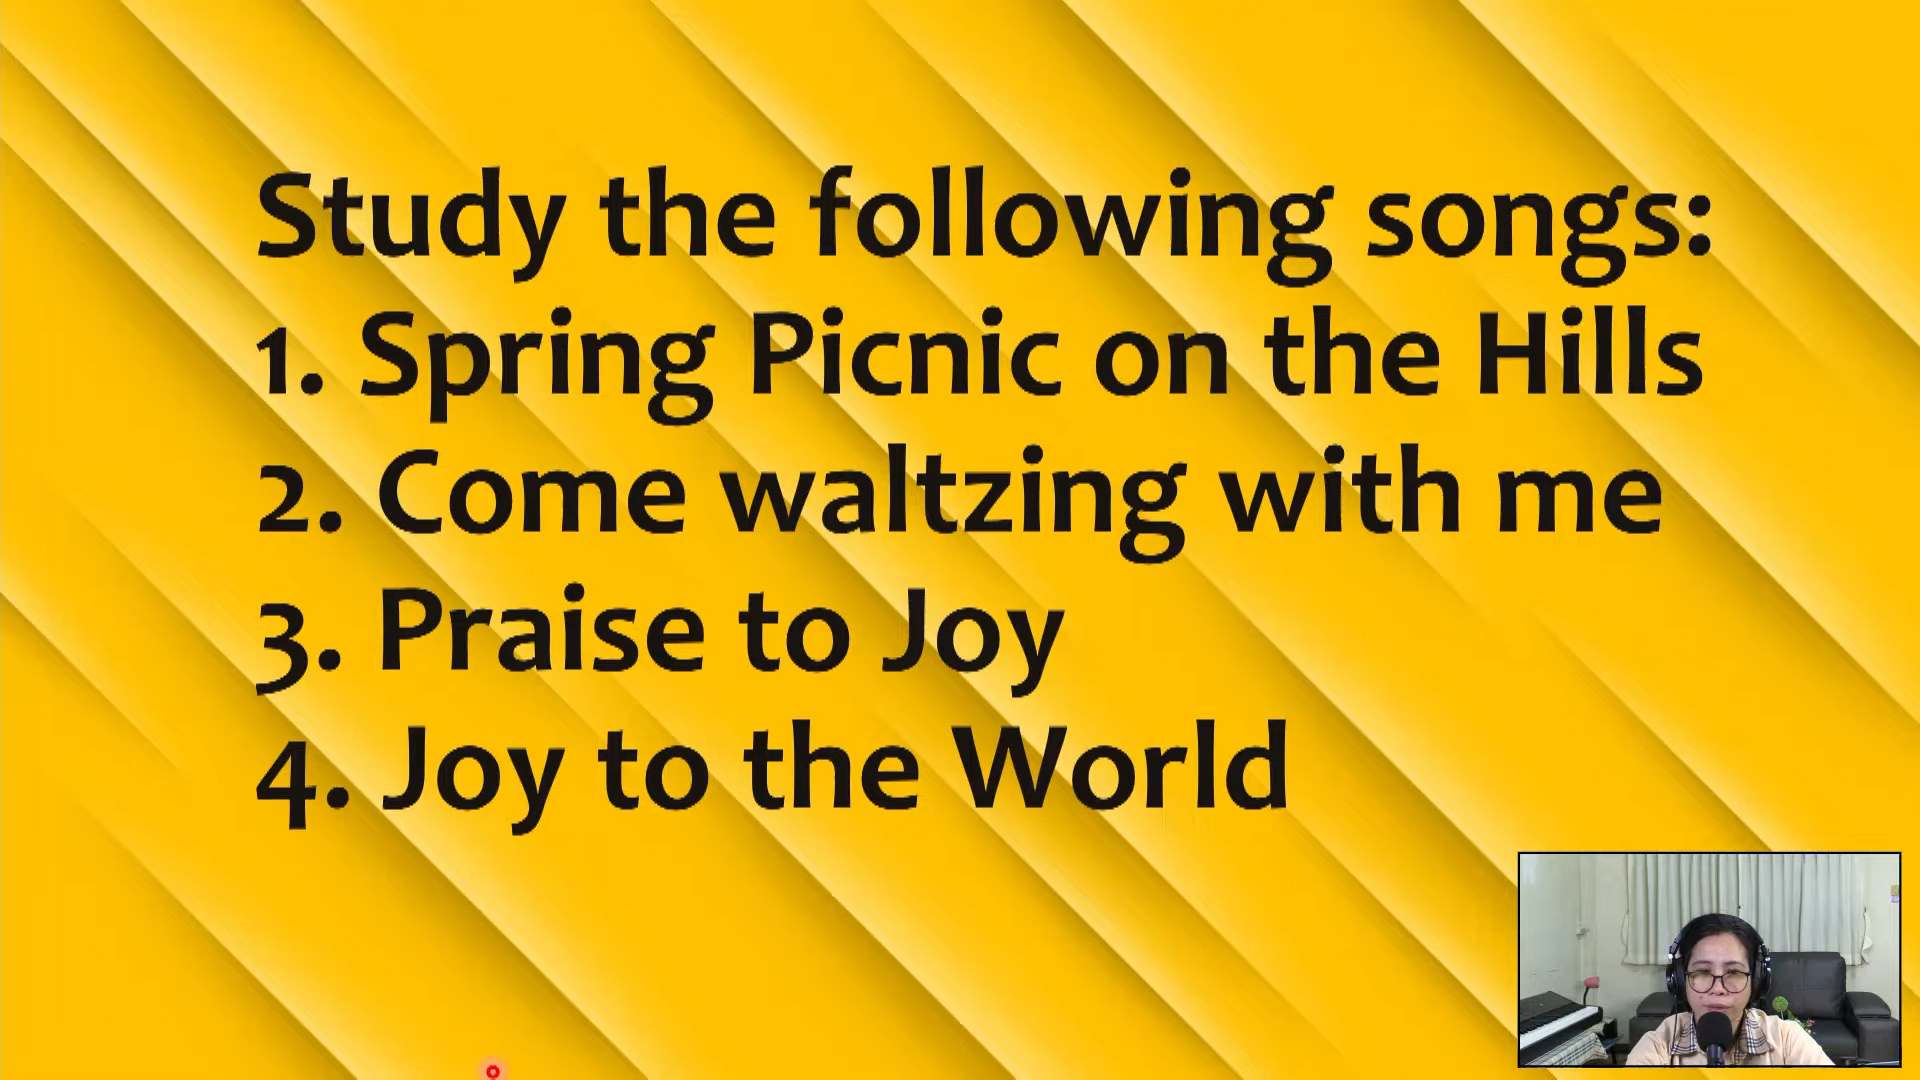 Study the following songs:
1. Spring Picnic on the Hills
2. Come waltzing with me
3. Praise to Joy
4. Joy to the World